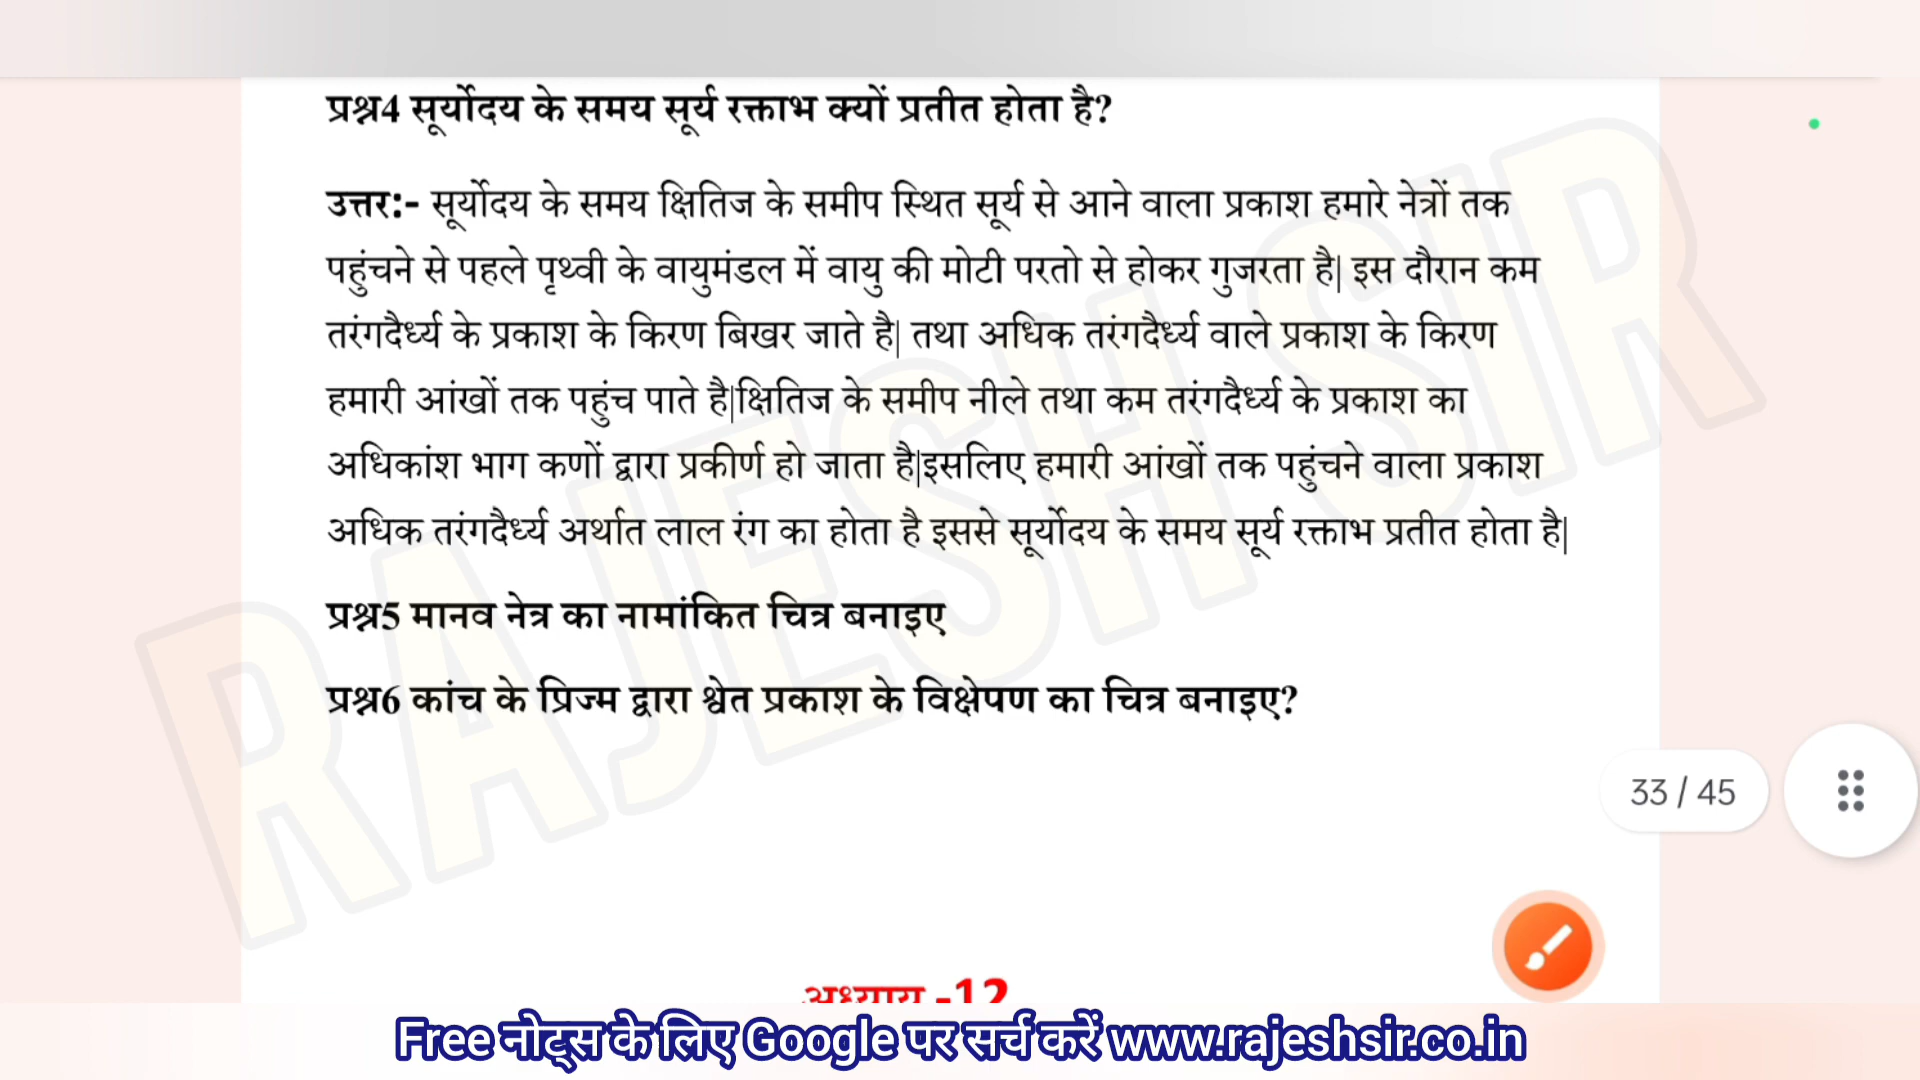 प्रश्न4 सूर्योदय के समय सूर्य रक्ताभ क्यों प्रतीत होता है?
उत्तर:- सूर्योदय के समय क्षितिज के समीप स्थित सूर्य से आने वाला प्रकाश हमारे नेत्रों तक
पहुंचने से पहले पृथ्वी के वायुमंडल में वायु की मोटी परतो से होकर गुजरता है| इस दौरान कम
तरंगदैर्ध्य के प्रकाश के किरण बिखर जाते है| तथा अधिक तरंगदैर्ध्य वाले प्रकाश के किरण
हमारी आंखों तक पहुंच पाते है|क्षितिज के समीप नीले तथा कम तरंगदैर्ध्य के प्रकाश का
अधिकांश भाग कणों द्वारा प्रकीर्ण हो जाता है|इसलिए हमारी आंखों तक पहुंचने वाला प्रकाश
अधिक तरंगदैर्ध्य अर्थात लाल रंग का होता है इससे सूर्योदय के समय सूर्य रक्ताभ प्रतीत होता है|
प्रश्न5 मानव नेत्र का नामांकित चित्र बनाइए
प्रश्न6 कांच के प्रिज्म द्वारा श्वेत प्रकाश के विक्षेपण का चित्र बनाइए?
RAJESH SIR
33 / 45
अध्याय -12
Free नोट्स के लिए Google पर सर्च करें www.rajeshsir.co.in